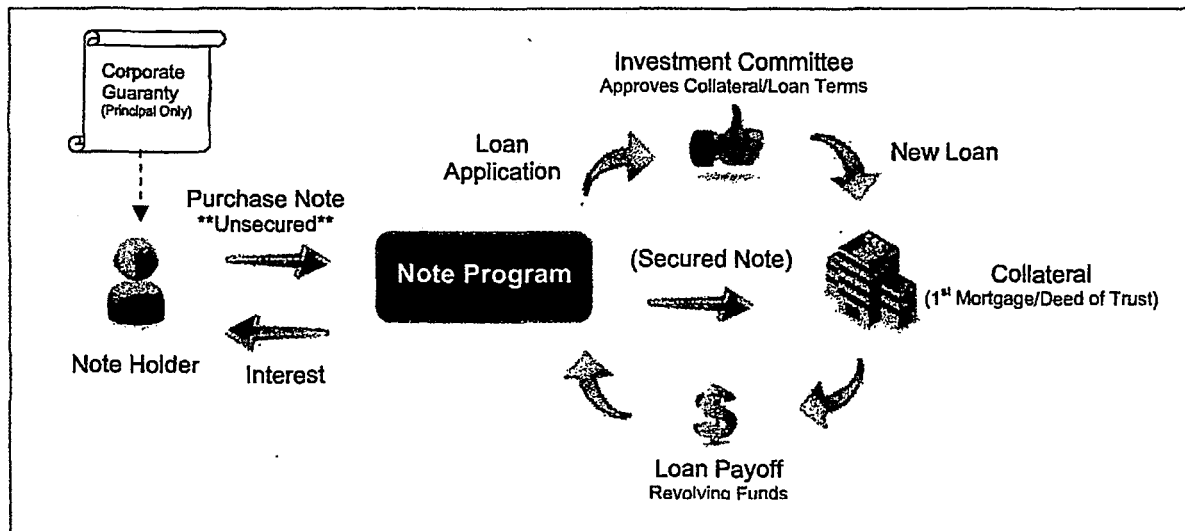 Corporate
Guaranty
(Principal Only)
Investment Committee
Approves Collateral/Loan Terms
Loan
Application
New Loan
Purchase Note
**Unsecured**
Note Program
(Secured Note)
Collateral
(1st Mortgage/Deed of Trust)
Note Holder
Interest
$
Loan Payoff
Revolving Funds